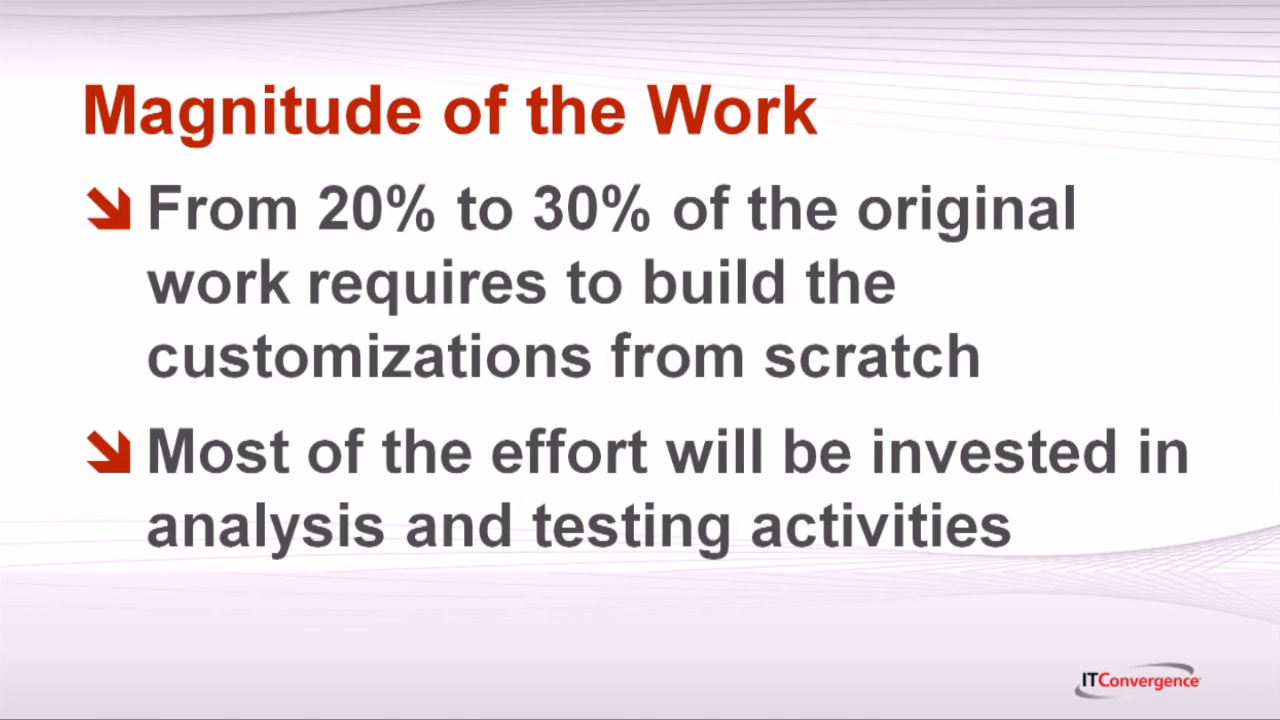 Magnitude of the Work
From 20% to 30% of the original
work requires to build the
customizations from scratch
Most of the effort will be invested in
analysis and testing activities
ITConvergence